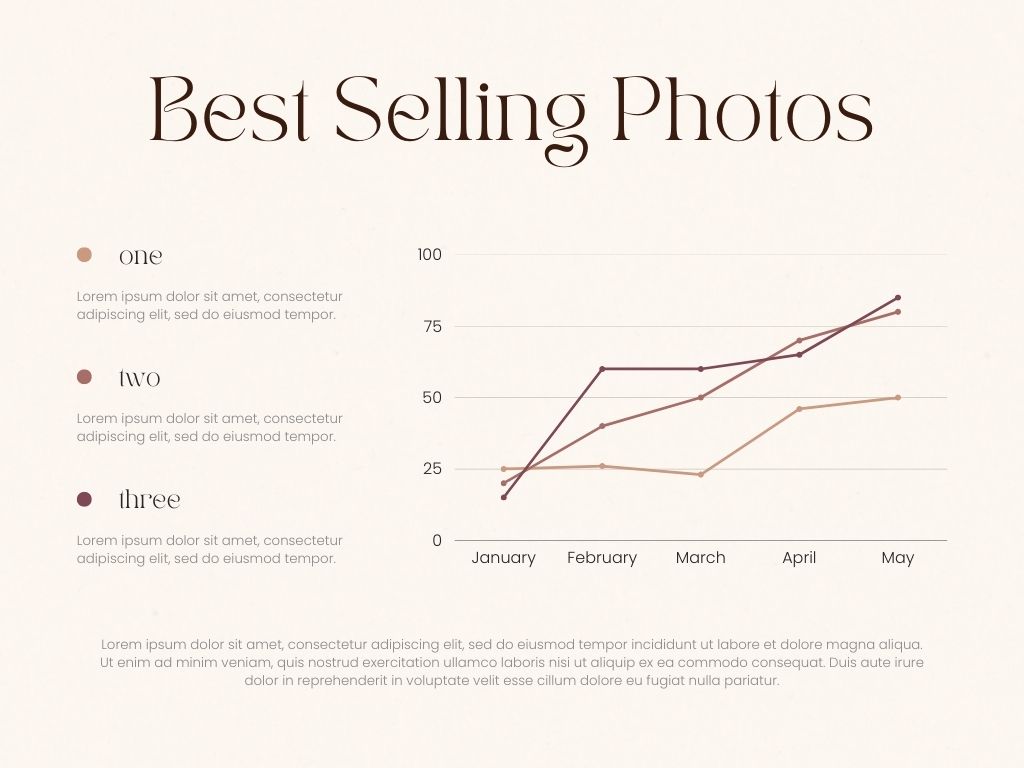 Best Selling Photos
one
Lorem ipsum dolor sit amet, consectetur
adipiscing elit, sed do eiusmod tempor.
two
Lorem ipsum dolor sit amet, consectetur
adipiscing elit, sed do eiusmod tempor.
three
Lorem ipsum dolor sit amet, consectetur
adipiscing elit, sed do eiusmod tempor.
100
75
50
25
0
January February March April May
Lorem ipsum dolor sit amet, consectetur adipiscing elit, sed do eiusmod tempor incididunt ut labore et dolore magna aliqua.
Ut enim ad minim veniam, quis nostrud exercitation ullamco laboris nisi ut aliquip ex ea commodo consequat. Duis aute irure
dolor in reprehenderit in voluptate velit esse cillum dolore eu fugiat nulla pariatur.